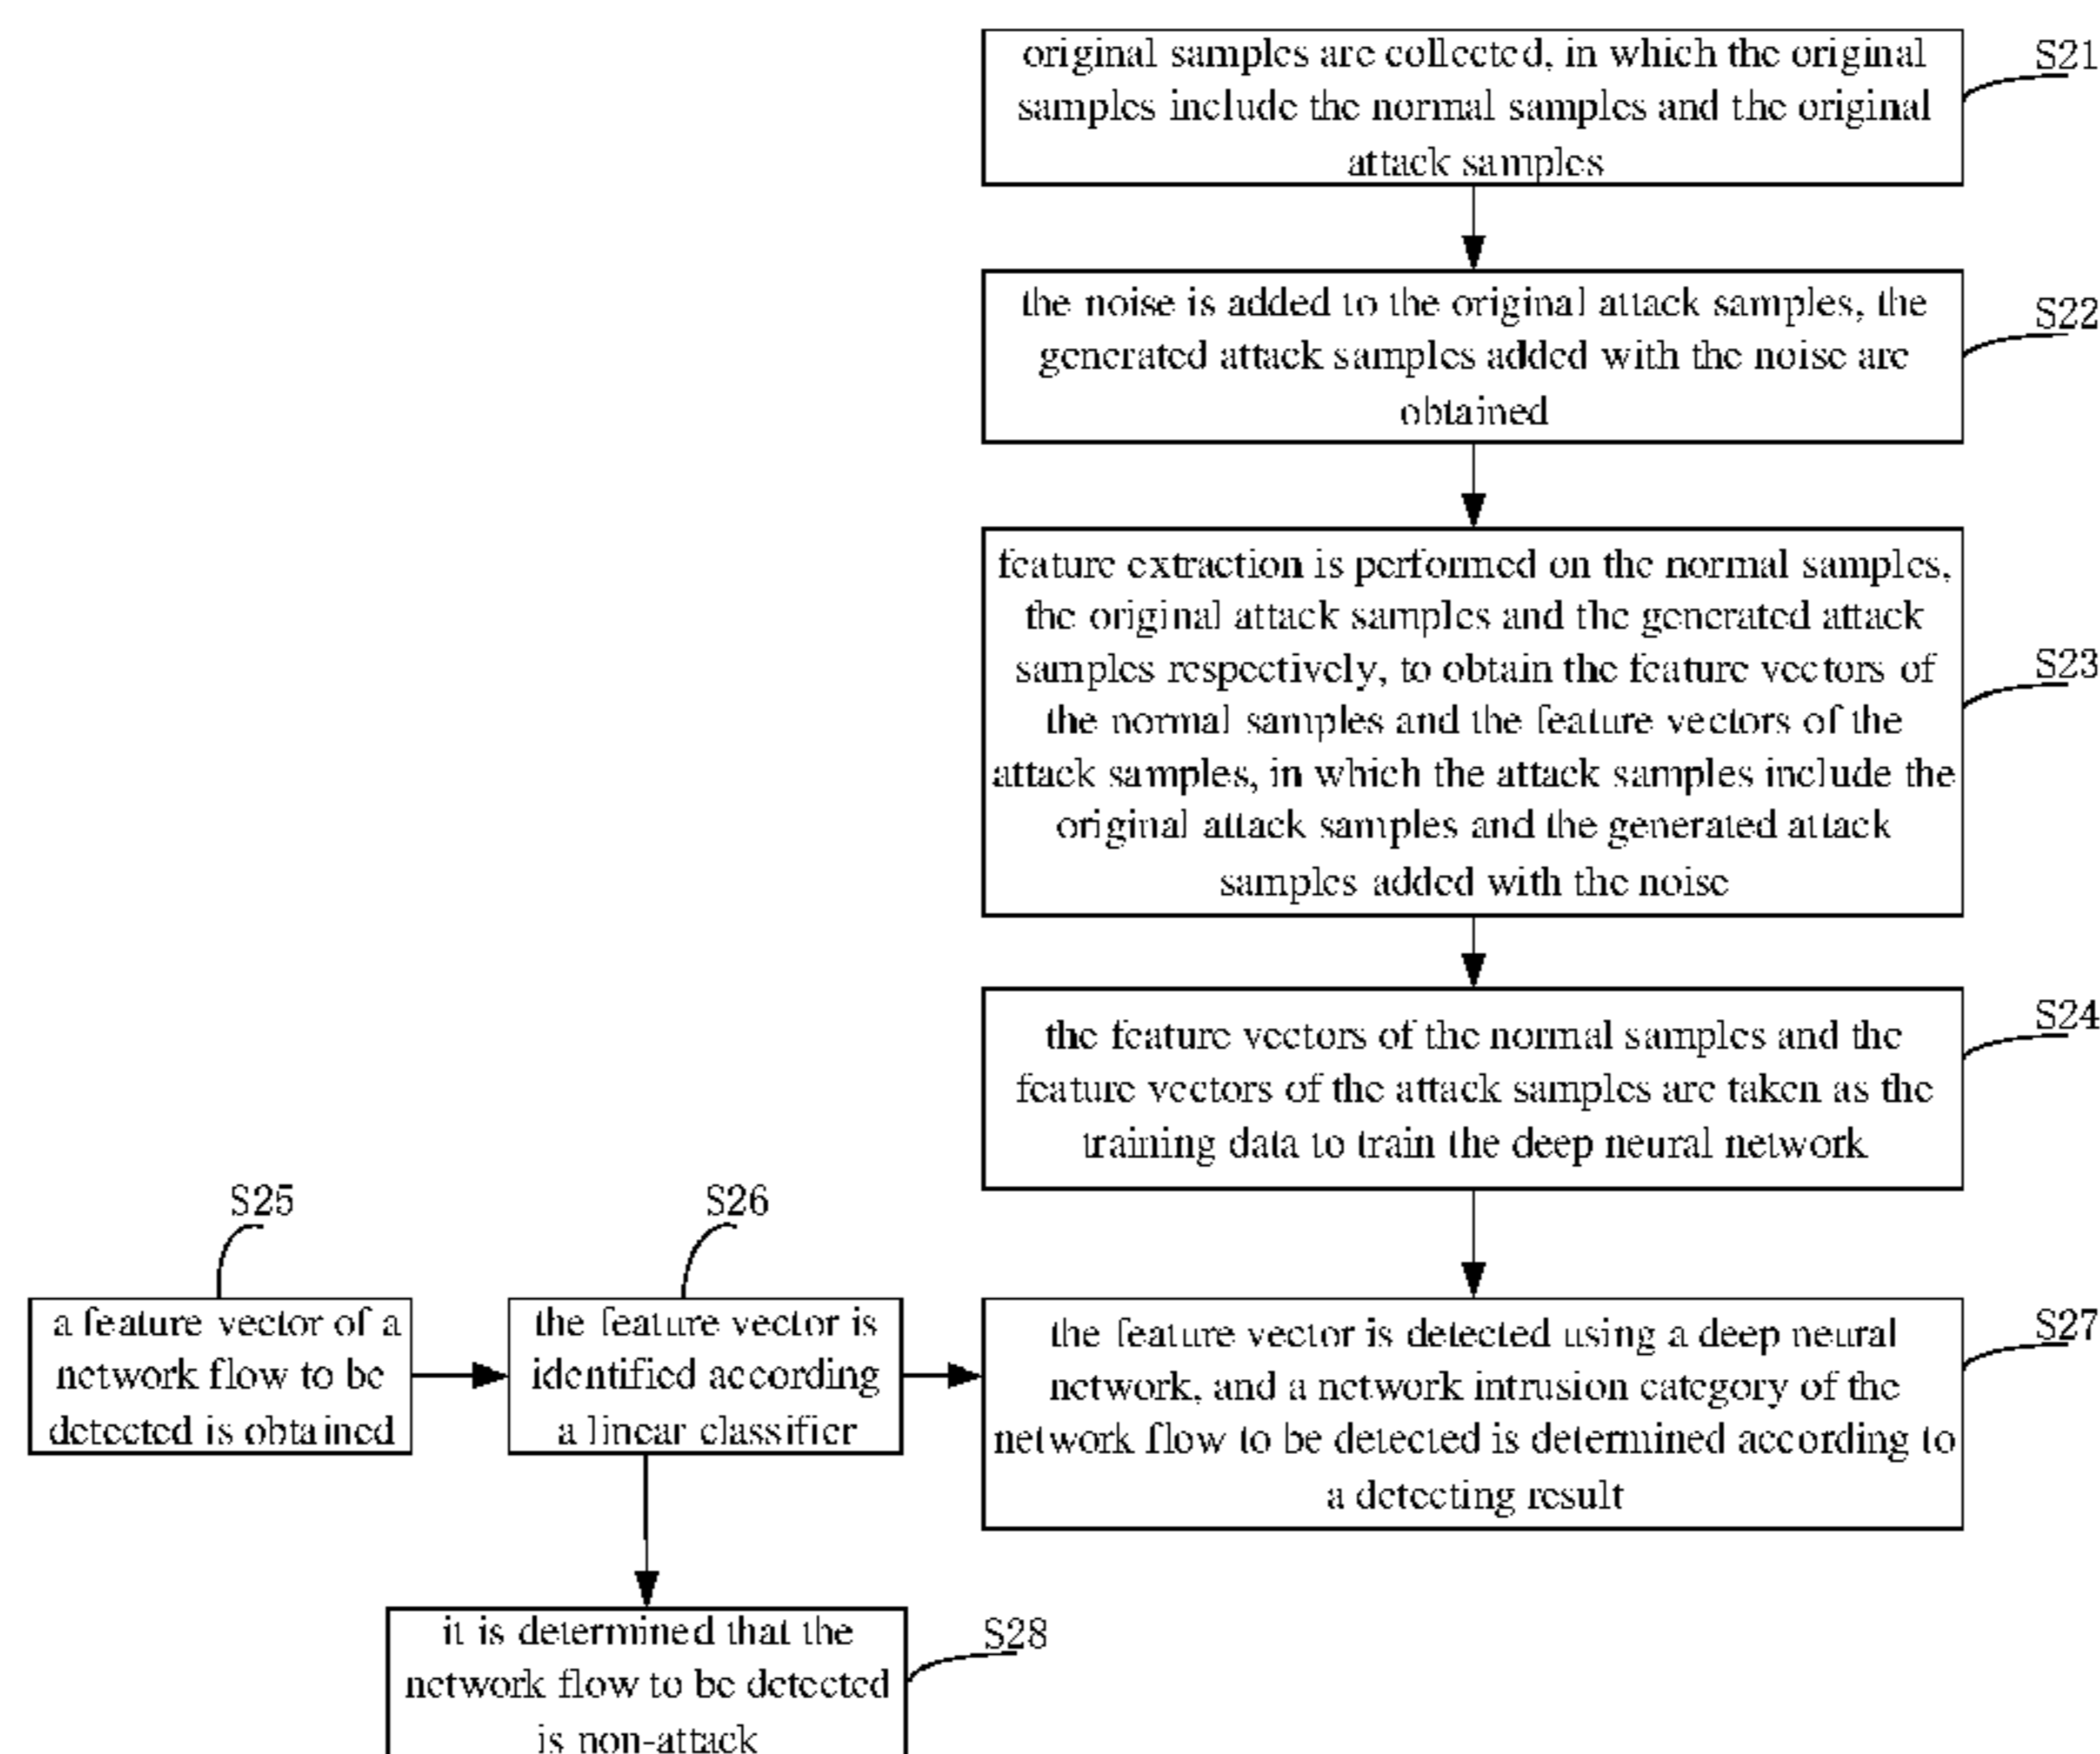 original samples are collected, in which the original
samples include the normal samples and the original
attack samples
S21
the noise is added to the original attack samples, the
generated attack samples added with the noise are
obtained
S22
feature extraction is performed on the normal samples,
the original attack samples and the generated attack
samples respectively, to obtain the feature vectors of
the normal samples and the feature vectors of the
attack samples, in which the attack samples include the
original attack samples and the generated attack
samples added with the noise
S23
the feature vectors of the normal samples and the
feature vectors of the attack samples are taken as the
training data to train the deep neural network
S24
S25
a feature vector of a
network flow to be
detected is obtained
S26
the feature vector is
identified according
a linear classifier
the feature vector is detected using a deep neural
network, and a network intrusion category of the
network flow to be detected is determined according to
a detecting result
S27
it is determined that the
network flow to be detected
is non-attack
S28